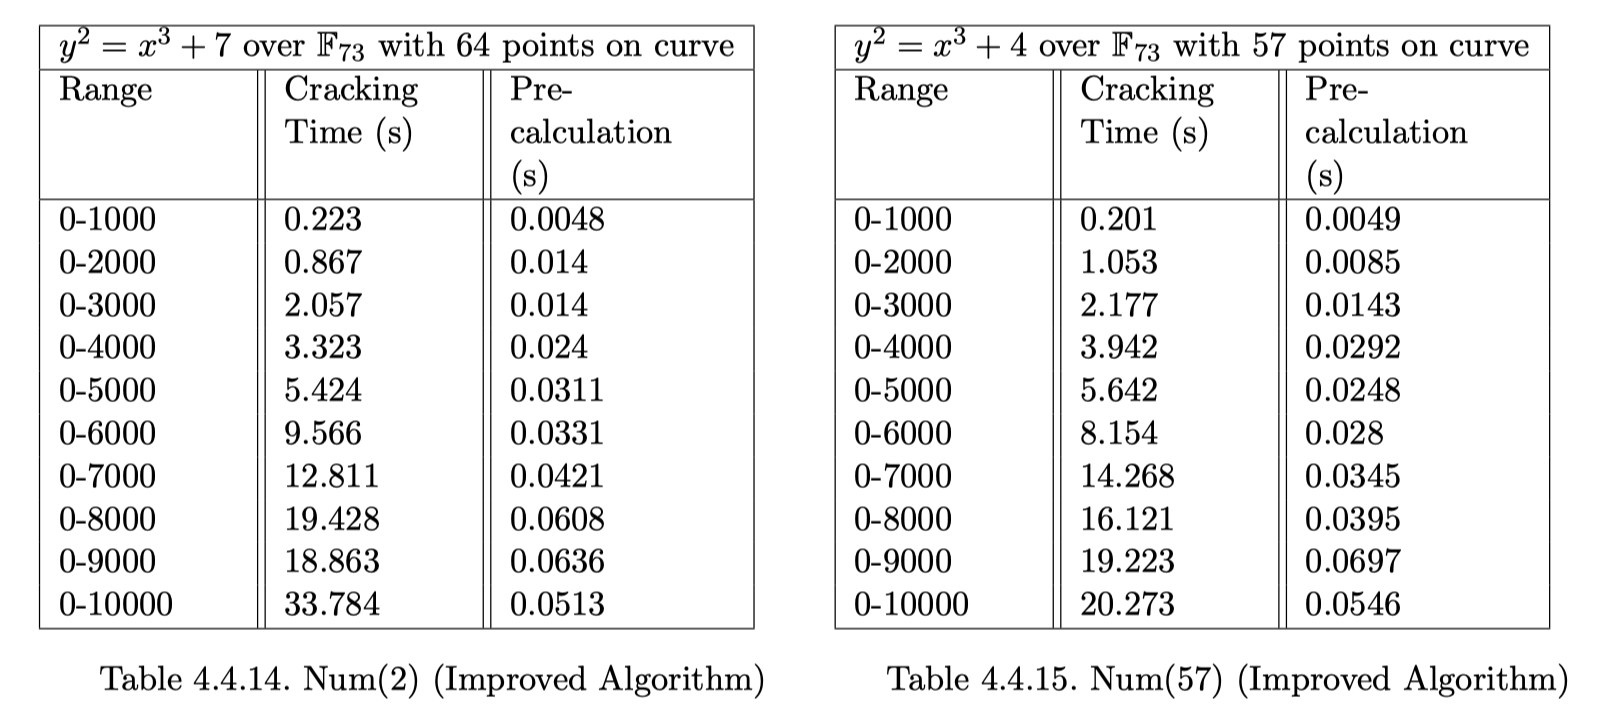 y² = x³ + 7 over 𝔽₇₃ with 64 points on curve
Range Cracking Time (s) Pre-calculation (s)
0-1000 0.223 0.0048
0-2000 0.867 0.014
0-3000 2.057 0.014
0-4000 3.323 0.024
0-5000 5.424 0.0311
0-6000 9.566 0.0331
0-7000 12.811 0.0421
0-8000 19.428 0.0608
0-9000 18.863 0.0636
0-10000 33.784 0.0513
Table 4.4.14. Num(2) (Improved Algorithm)
y² = x³ + 4 over 𝔽₇₃ with 57 points on curve
Range Cracking Time (s) Pre-calculation (s)
0-1000 0.201 0.0049
0-2000 1.053 0.0085
0-3000 2.177 0.0143
0-4000 3.942 0.0292
0-5000 5.642 0.0248
0-6000 8.154 0.028
0-7000 14.268 0.0345
0-8000 16.121 0.0395
0-9000 19.223 0.0697
0-10000 20.273 0.0546
Table 4.4.15. Num(57) (Improved Algorithm)